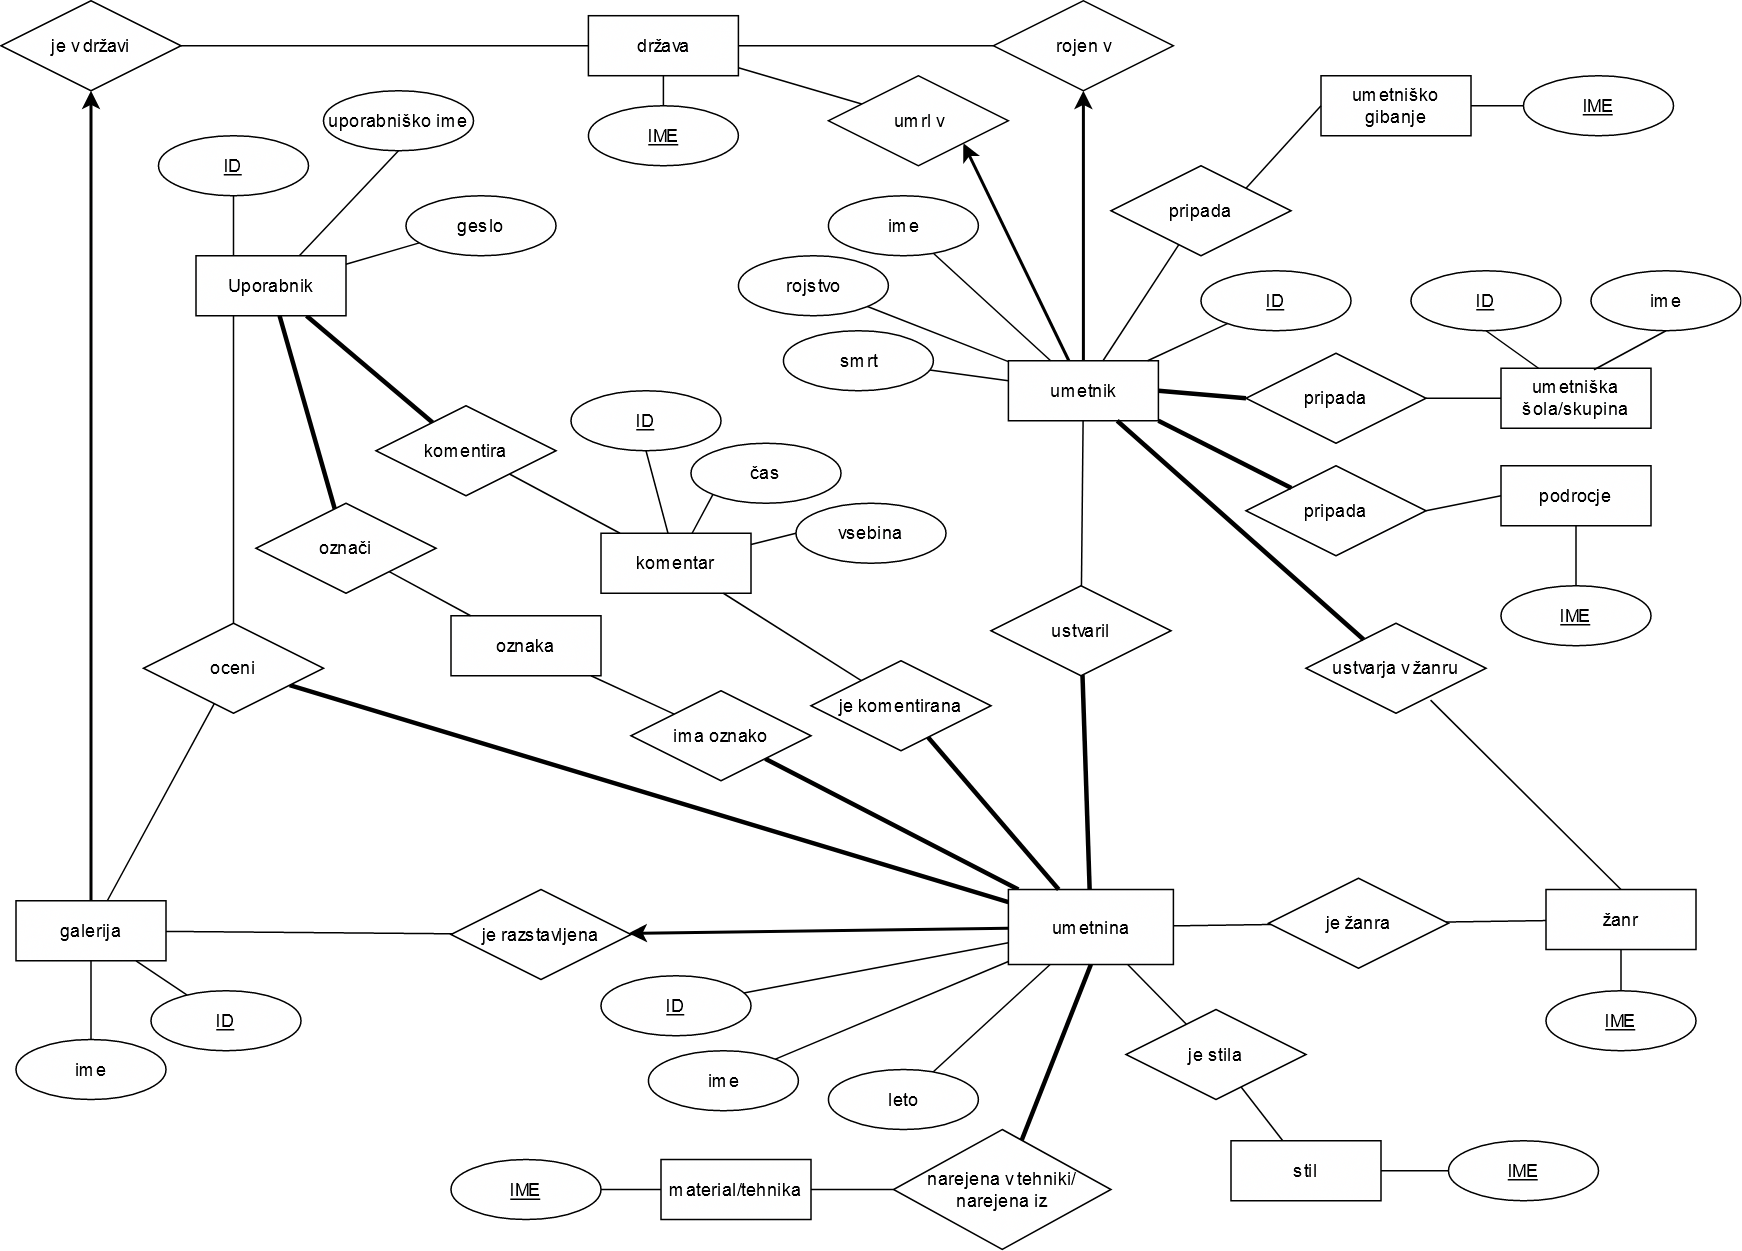 je v državi
država
rojen v
umetniško
gibanje
IME
uporabniško ime
umrl v
IME
ID
pripada
geslo
ime
Uporabnik
rojstvo
ID
ID
ime
smrt
umetnik
pripada
umetniška
šola/skupina
ID
komentira
čas
podrocje
pripada
vsebina
označi
komentar
IME
ustvaril
oznaka
oceni
ustvarja v žanru
je komentirana
ima oznako
galerija
je razstavljena
umetnina
je žanra
žanr
ID
ID
IME
ime
ime
leto
je stila
IME
material/tehnika
narejena v tehniki/
narejena iz
stil
IME